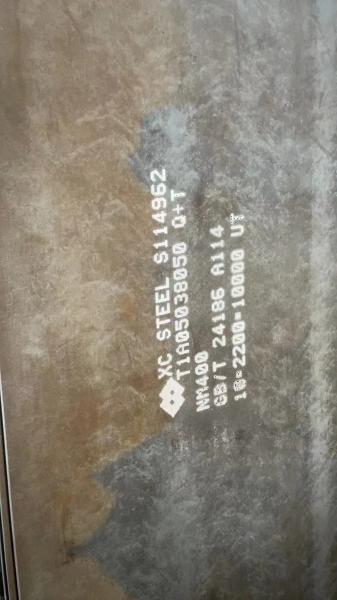 XC STEEL S114962
T1A05038050 Q+T
NM400
GB/T 24186 A114
16×2200×10000 UT